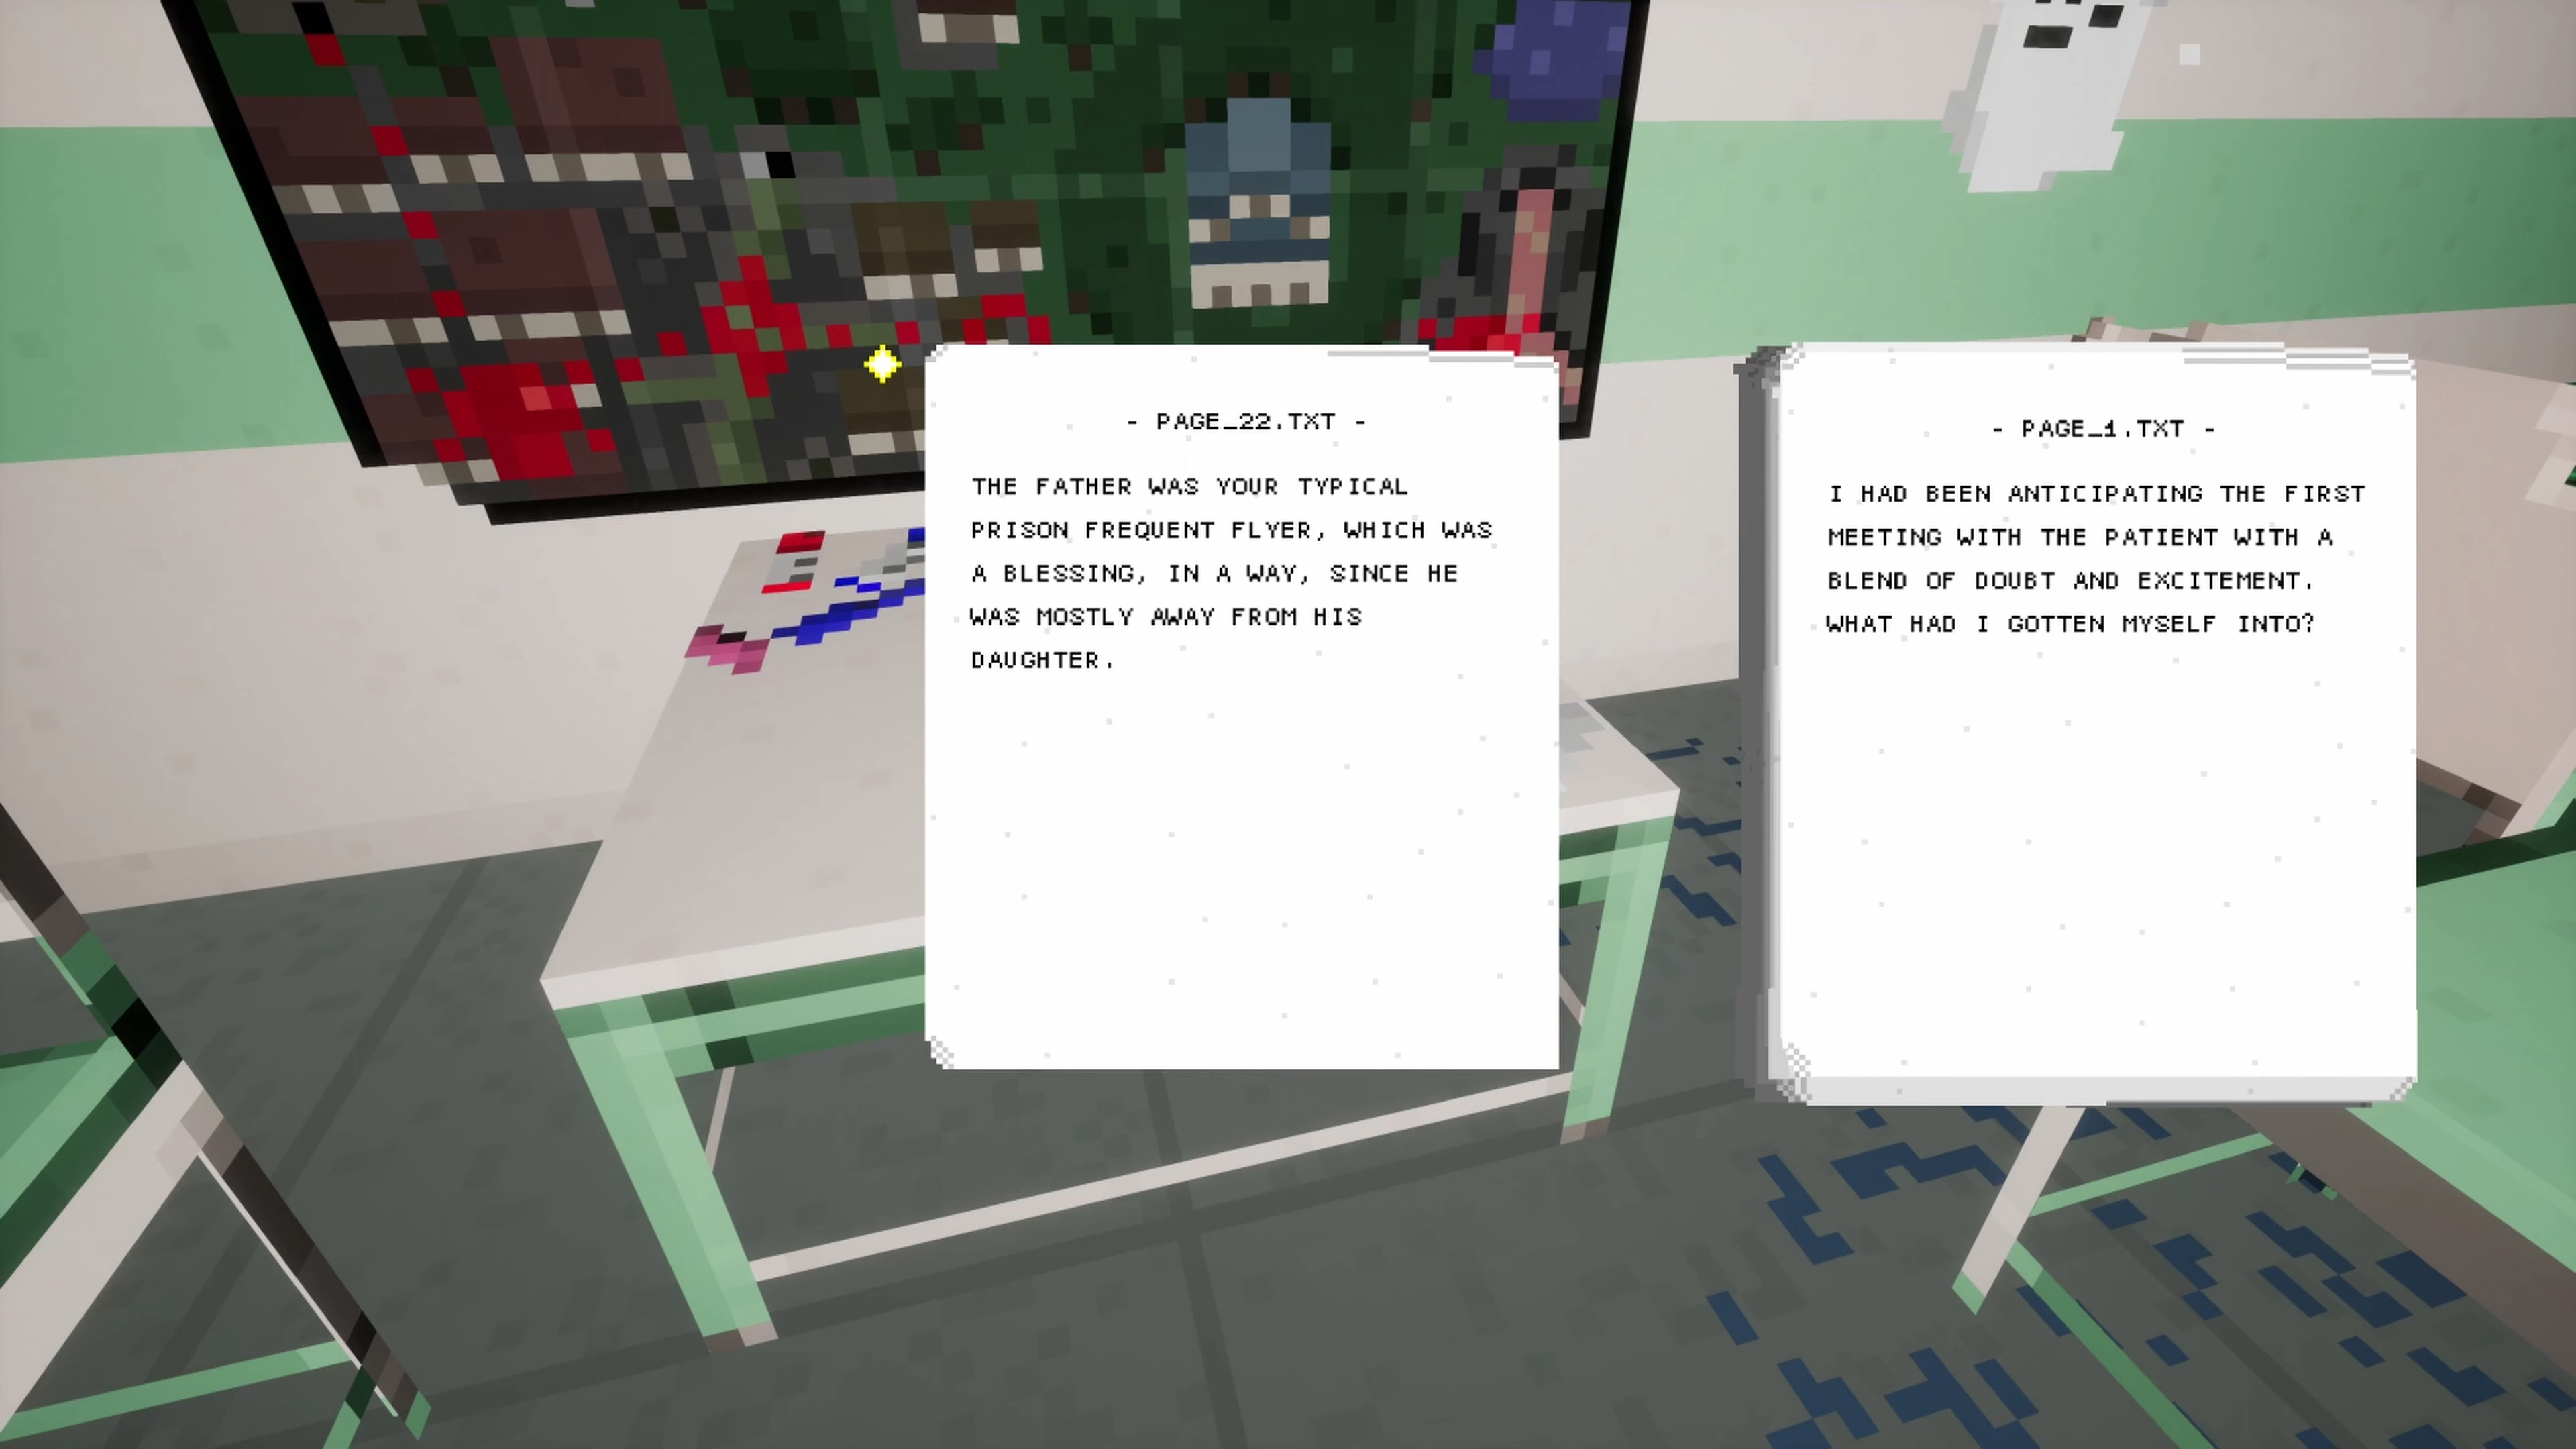 - PAGE_22.TXT -
THE FATHER WAS YOUR TYPICAL
PRISON FREQUENT FLYER, WHICH WAS
A BLESSING, IN A WAY, SINCE HE
WAS MOSTLY AWAY FROM HIS
DAUGHTER.
- PAGE_1.TXT -
I HAD BEEN ANTICIPATING THE FIRST
MEETING WITH THE PATIENT WITH A
BLEND OF DOUBT AND EXCITEMENT.
WHAT HAD I GOTTEN MYSELF INTO?